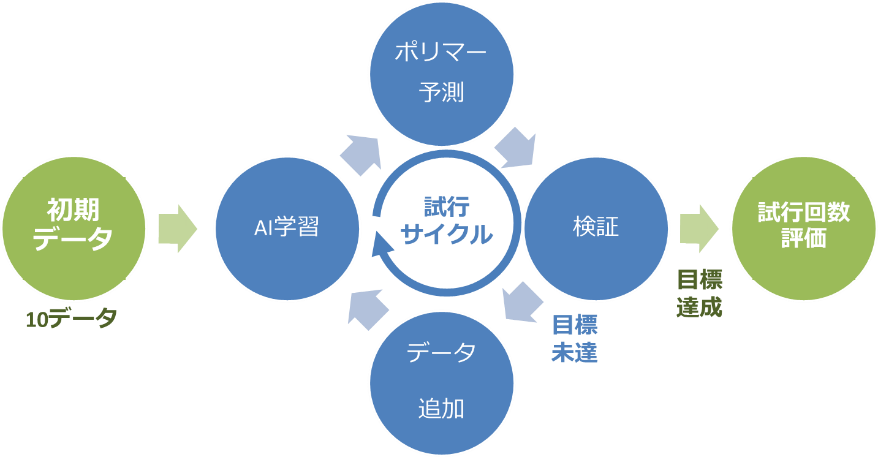 ポリマー
予測
初期
データ
10データ
AI学習
試行
サイクル
検証
目標
達成
試行回数
評価
目標
未達
データ
追加